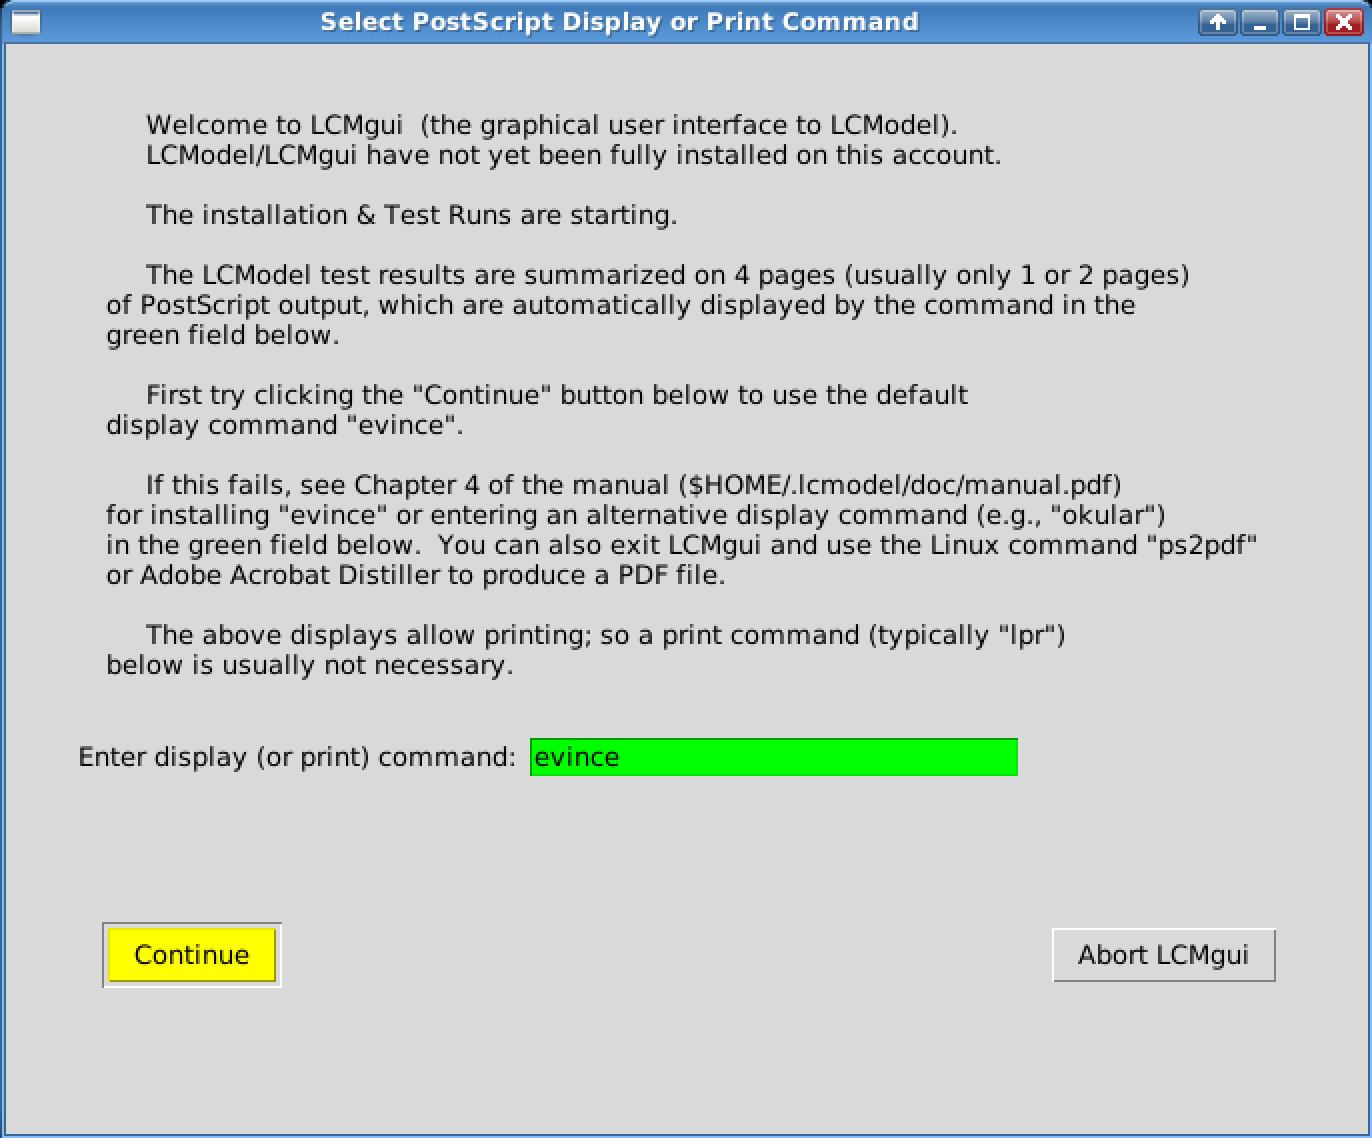 Select PostScript Display or Print Command
Welcome to LCMgui  (the graphical user interface to LCModel).
LCModel/LCMgui have not yet been fully installed on this account.
The installation & Test Runs are starting.
The LCModel test results are summarized on 4 pages (usually only 1 or 2 pages)
of PostScript output, which are automatically displayed by the command in the
green field below.
First try clicking the "Continue" button below to use the default
display command "evince".
If this fails, see Chapter 4 of the manual ($HOME/.lcmodel/doc/manual.pdf)
for installing "evince" or entering an alternative display command (e.g., "okular")
in the green field below.  You can also exit LCMgui and use the Linux command "ps2pdf"
or Adobe Acrobat Distiller to produce a PDF file.
The above displays allow printing; so a print command (typically "lpr")
below is usually not necessary.
Enter display (or print) command: evince
Continue
Abort LCMgui